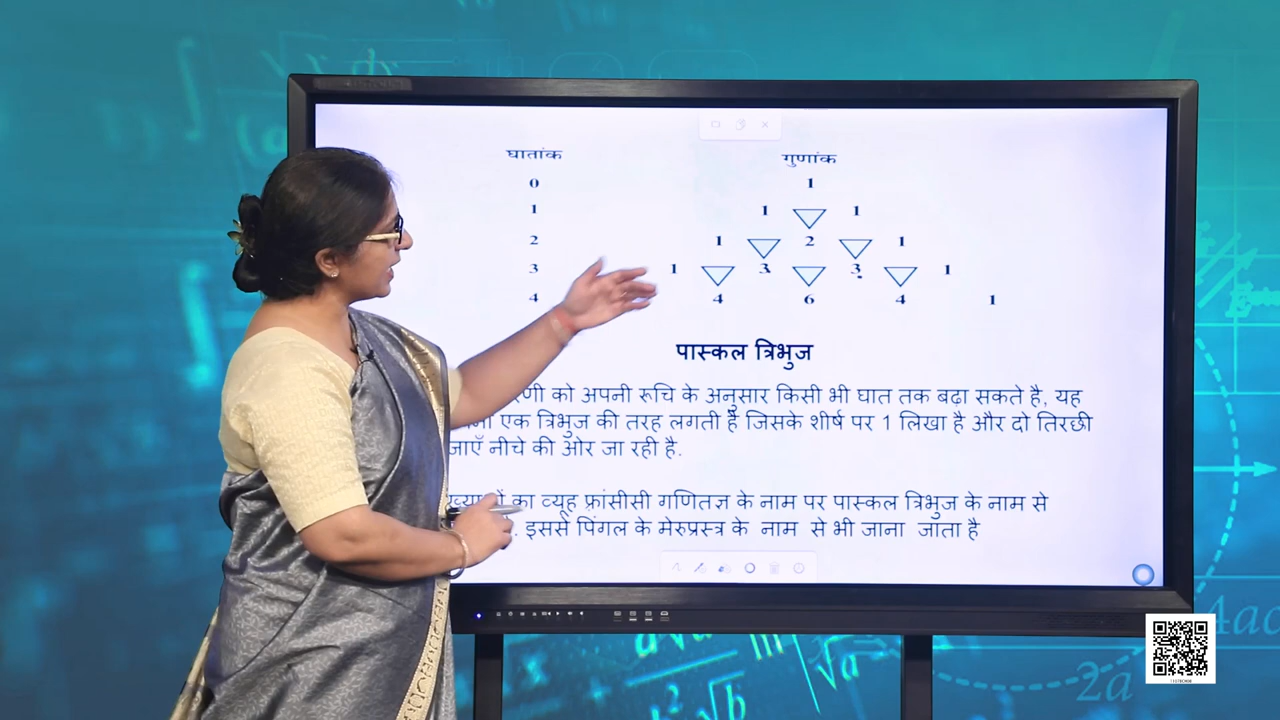 घातांक गुणांक
0 1
1 1 1
2 1 2 1
3 1 3 3 1
4 4 6 4 1
पास्कल त्रिभुज
को अपनी रूचि के अनुसार किसी भी घात तक बढ़ा सकते है, यह
एक त्रिभुज की तरह लगती है जिसके शीर्ष पर 1 लिखा है और दो तिरछी
नीचे की ओर जा रही है.
का व्यूह फ्रांसीसी गणितज्ञ के नाम पर पास्कल त्रिभुज के नाम से
. इससे पिंगल के मेरुप्रस्त्र के नाम से भी जाना जाता है
4ac
2a